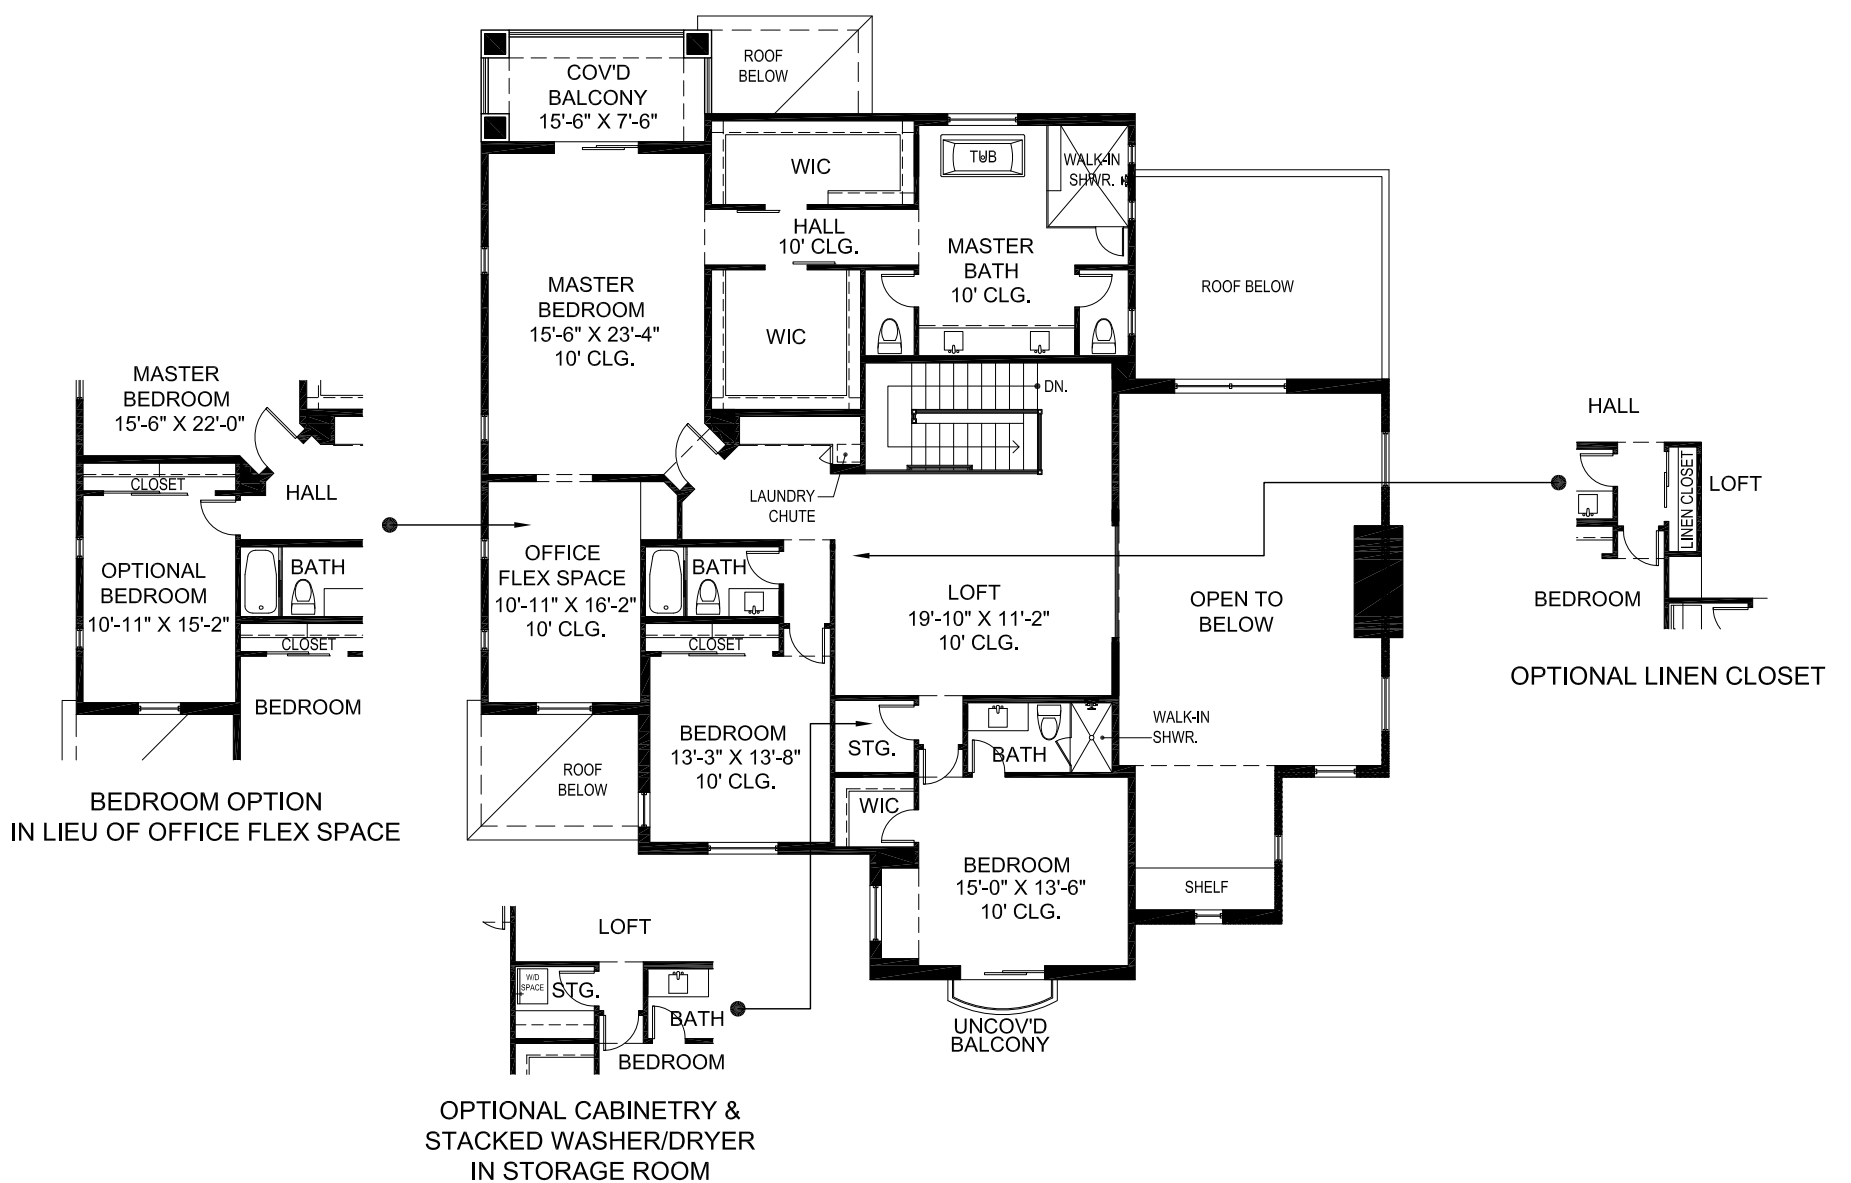 COV'D
BALCONY
15'-6" X 7'-6"
ROOF
BELOW
WIC
TUB
WALK-IN
SHWR.
HALL
10' CLG.
MASTER
BATH
10' CLG.
MASTER
BEDROOM
15'-6" X 23'-4"
10' CLG.
WIC
ROOF BELOW
DN.
LAUNDRY
CHUTE
OFFICE
FLEX SPACE
10'-11" X 16'-2"
10' CLG.
BATH
CLOSET
LOFT
19'-10" X 11'-2"
10' CLG.
OPEN TO
BELOW
BEDROOM
13'-3" X 13'-8"
10' CLG.
ROOF
BELOW
STG.
BATH
WALK-IN
SHWR.
WIC
BEDROOM
15'-0" X 13'-6"
10' CLG.
SHELF
UNCOV'D
BALCONY
MASTER
BEDROOM
15'-6" X 22'-0"
CLOSET
HALL
OPTIONAL
BEDROOM
10'-11" X 15'-2"
BATH
CLOSET
BEDROOM
BEDROOM OPTION
IN LIEU OF OFFICE FLEX SPACE
HALL
LINEN CLOSET
LOFT
BEDROOM
OPTIONAL LINEN CLOSET
LOFT
W/D
SPACE
STG.
BATH
BEDROOM
OPTIONAL CABINETRY &
STACKED WASHER/DRYER
IN STORAGE ROOM